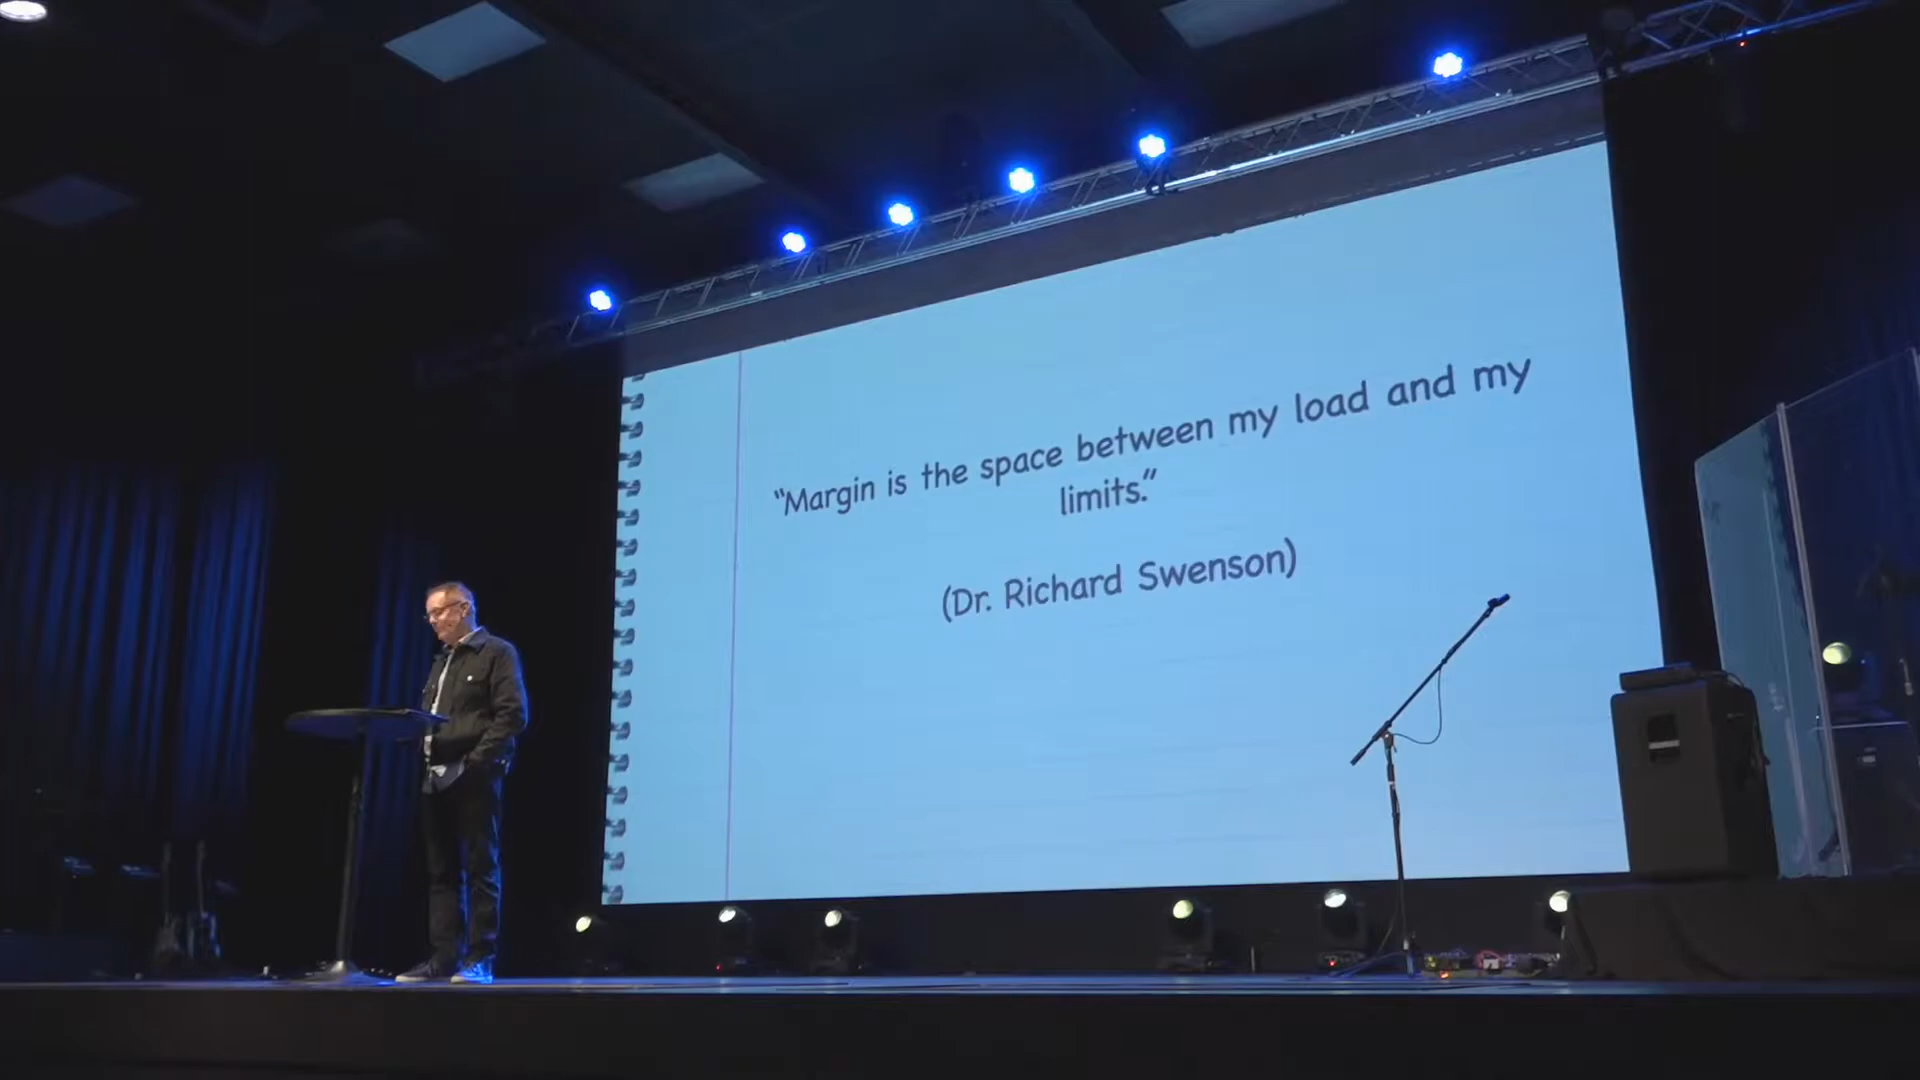 “Margin is the space between my load and my
limits.”
(Dr. Richard Swenson)